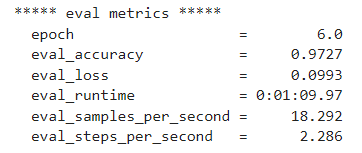 ***** eval metrics *****
  epoch                   =        6.0
  eval_accuracy           =     0.9727
  eval_loss               =     0.0993
  eval_runtime            = 0:01:09.97
  eval_samples_per_second =     18.292
  eval_steps_per_second   =      2.286